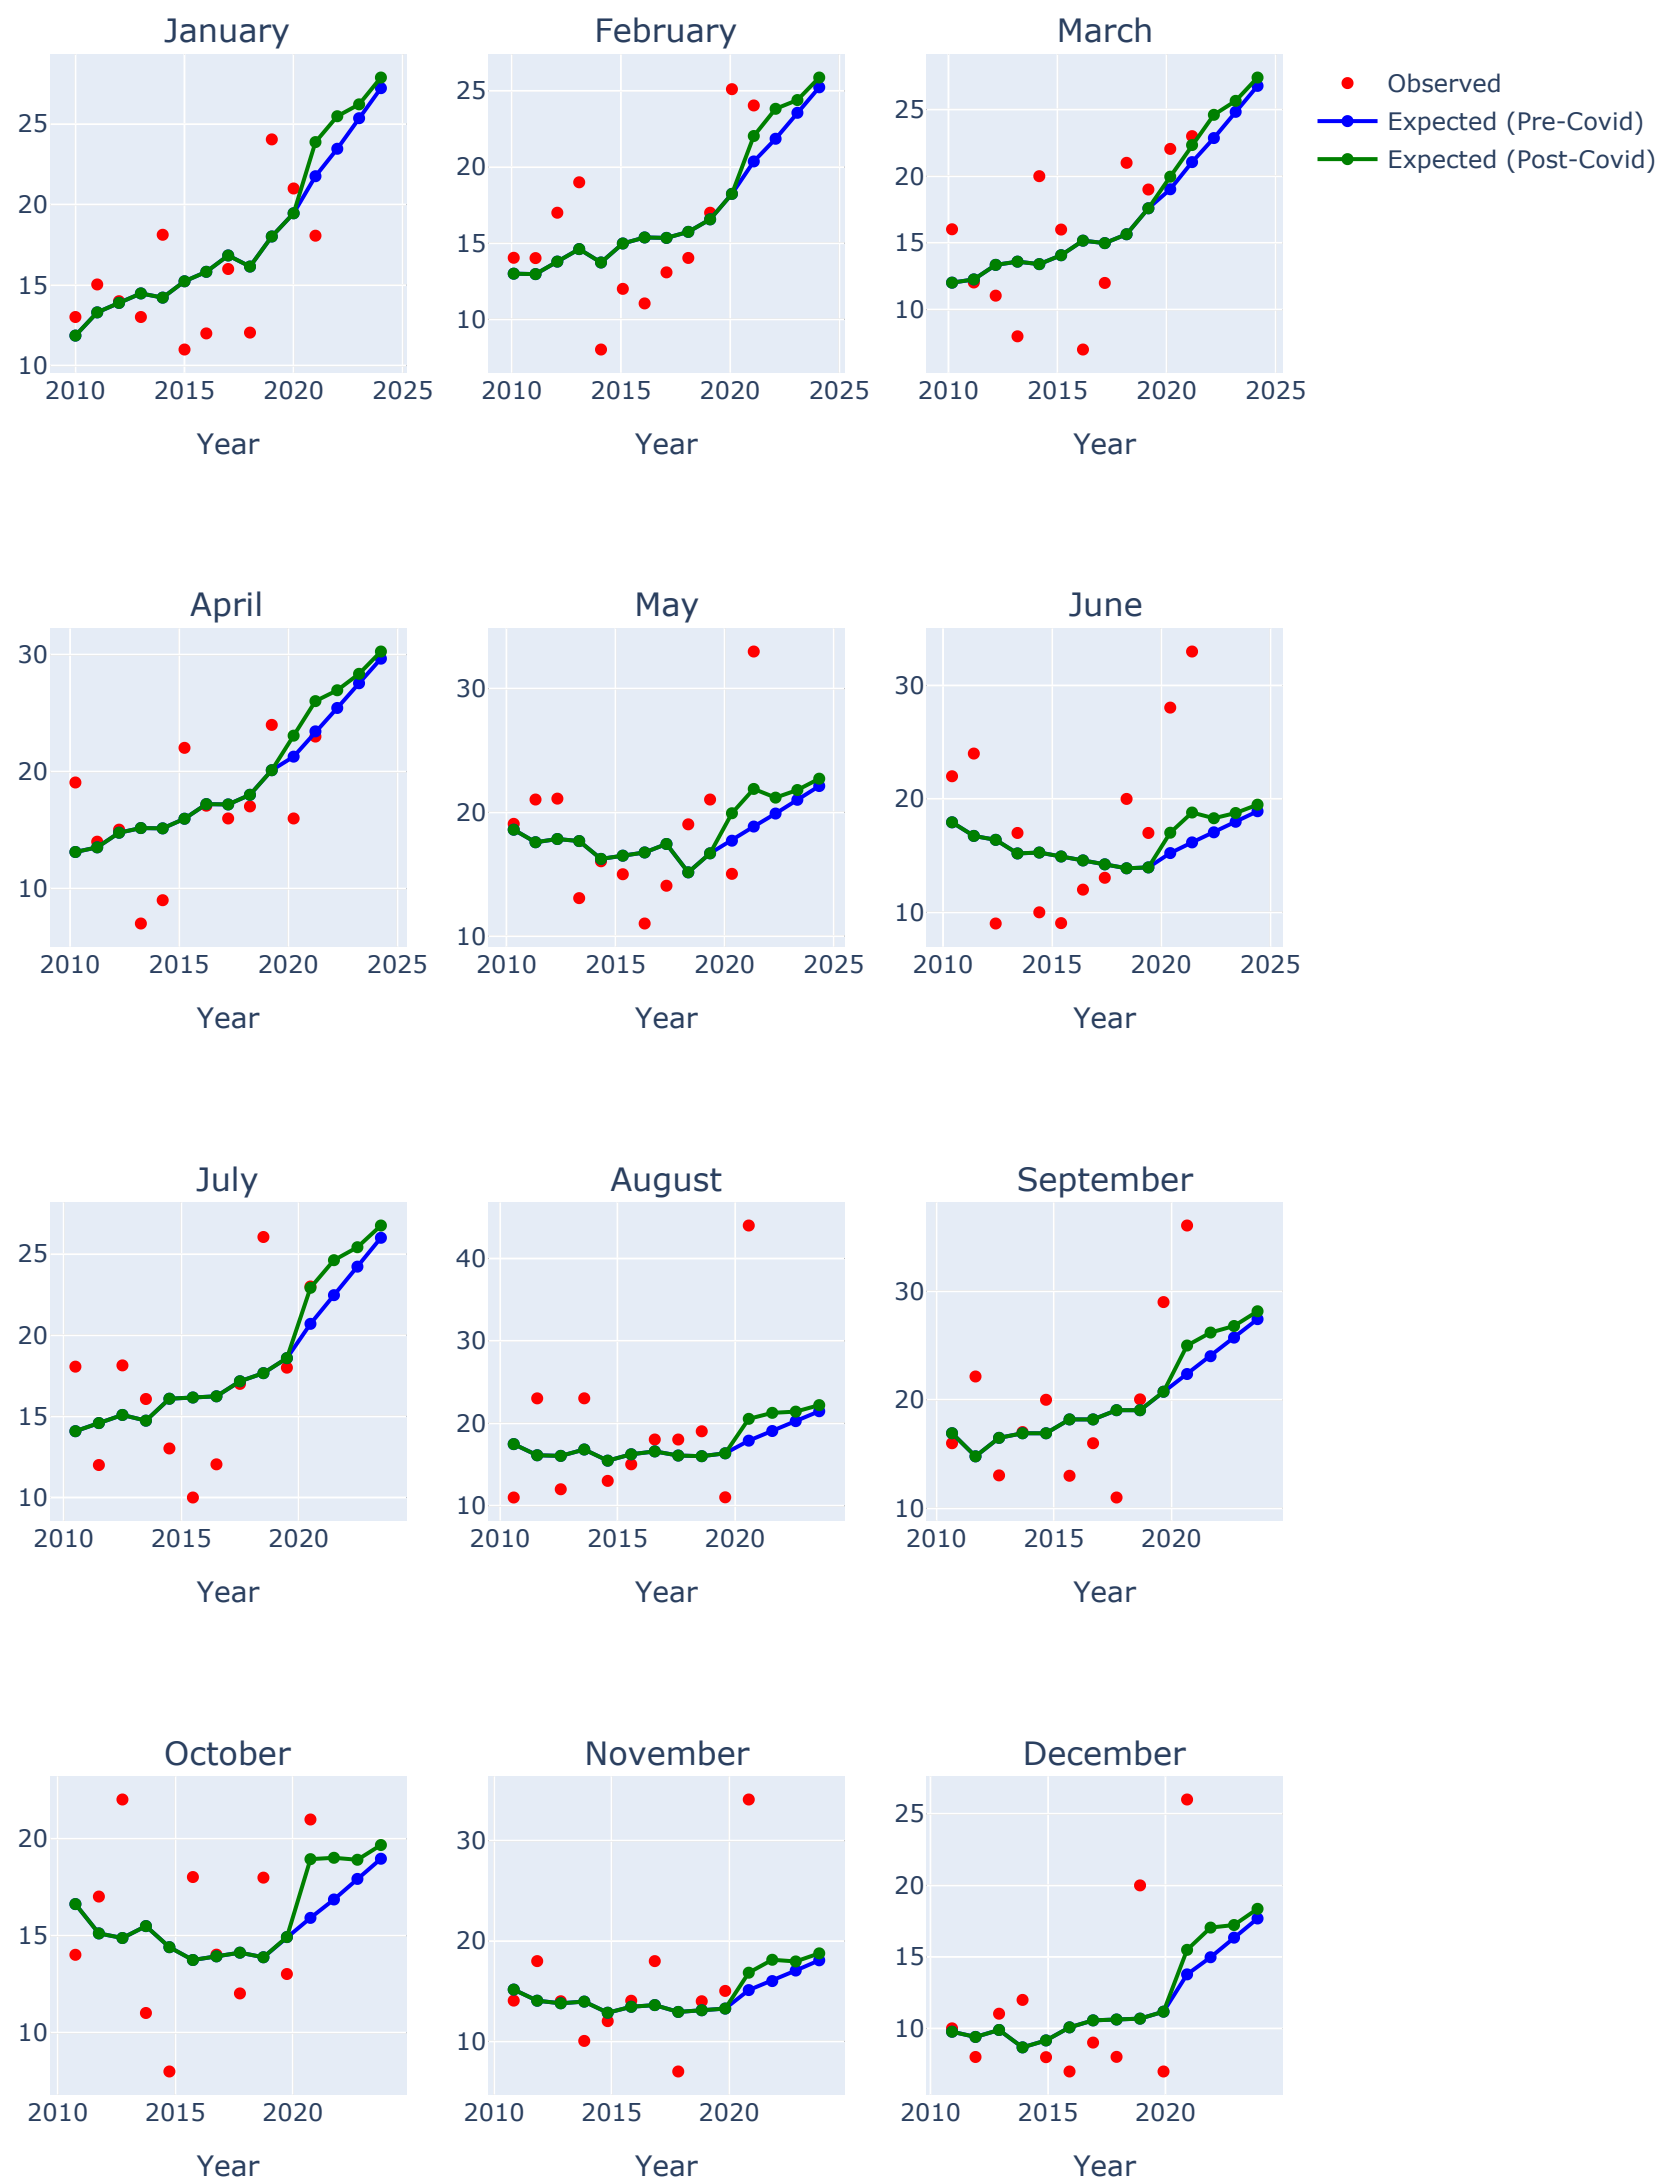 January February March
25
20
15
10
2010 2015 2020 2025
Year
25
20
15
10
2010 2015 2020 2025
Year
25
20
15
10
2010 2015 2020 2025
Year
Observed
Expected (Pre-Covid)
Expected (Post-Covid)
April May June
30
20
10
2010 2015 2020 2025
Year
30
20
10
2010 2015 2020 2025
Year
30
20
10
2010 2015 2020 2025
Year
July August September
25
20
15
10
2010 2015 2020
Year
40
30
20
10
2010 2015 2020
Year
30
20
10
2010 2015 2020
Year
October November December
20
15
10
2010 2015 2020
Year
30
20
10
2010 2015 2020
Year
25
20
15
10
2010 2015 2020
Year